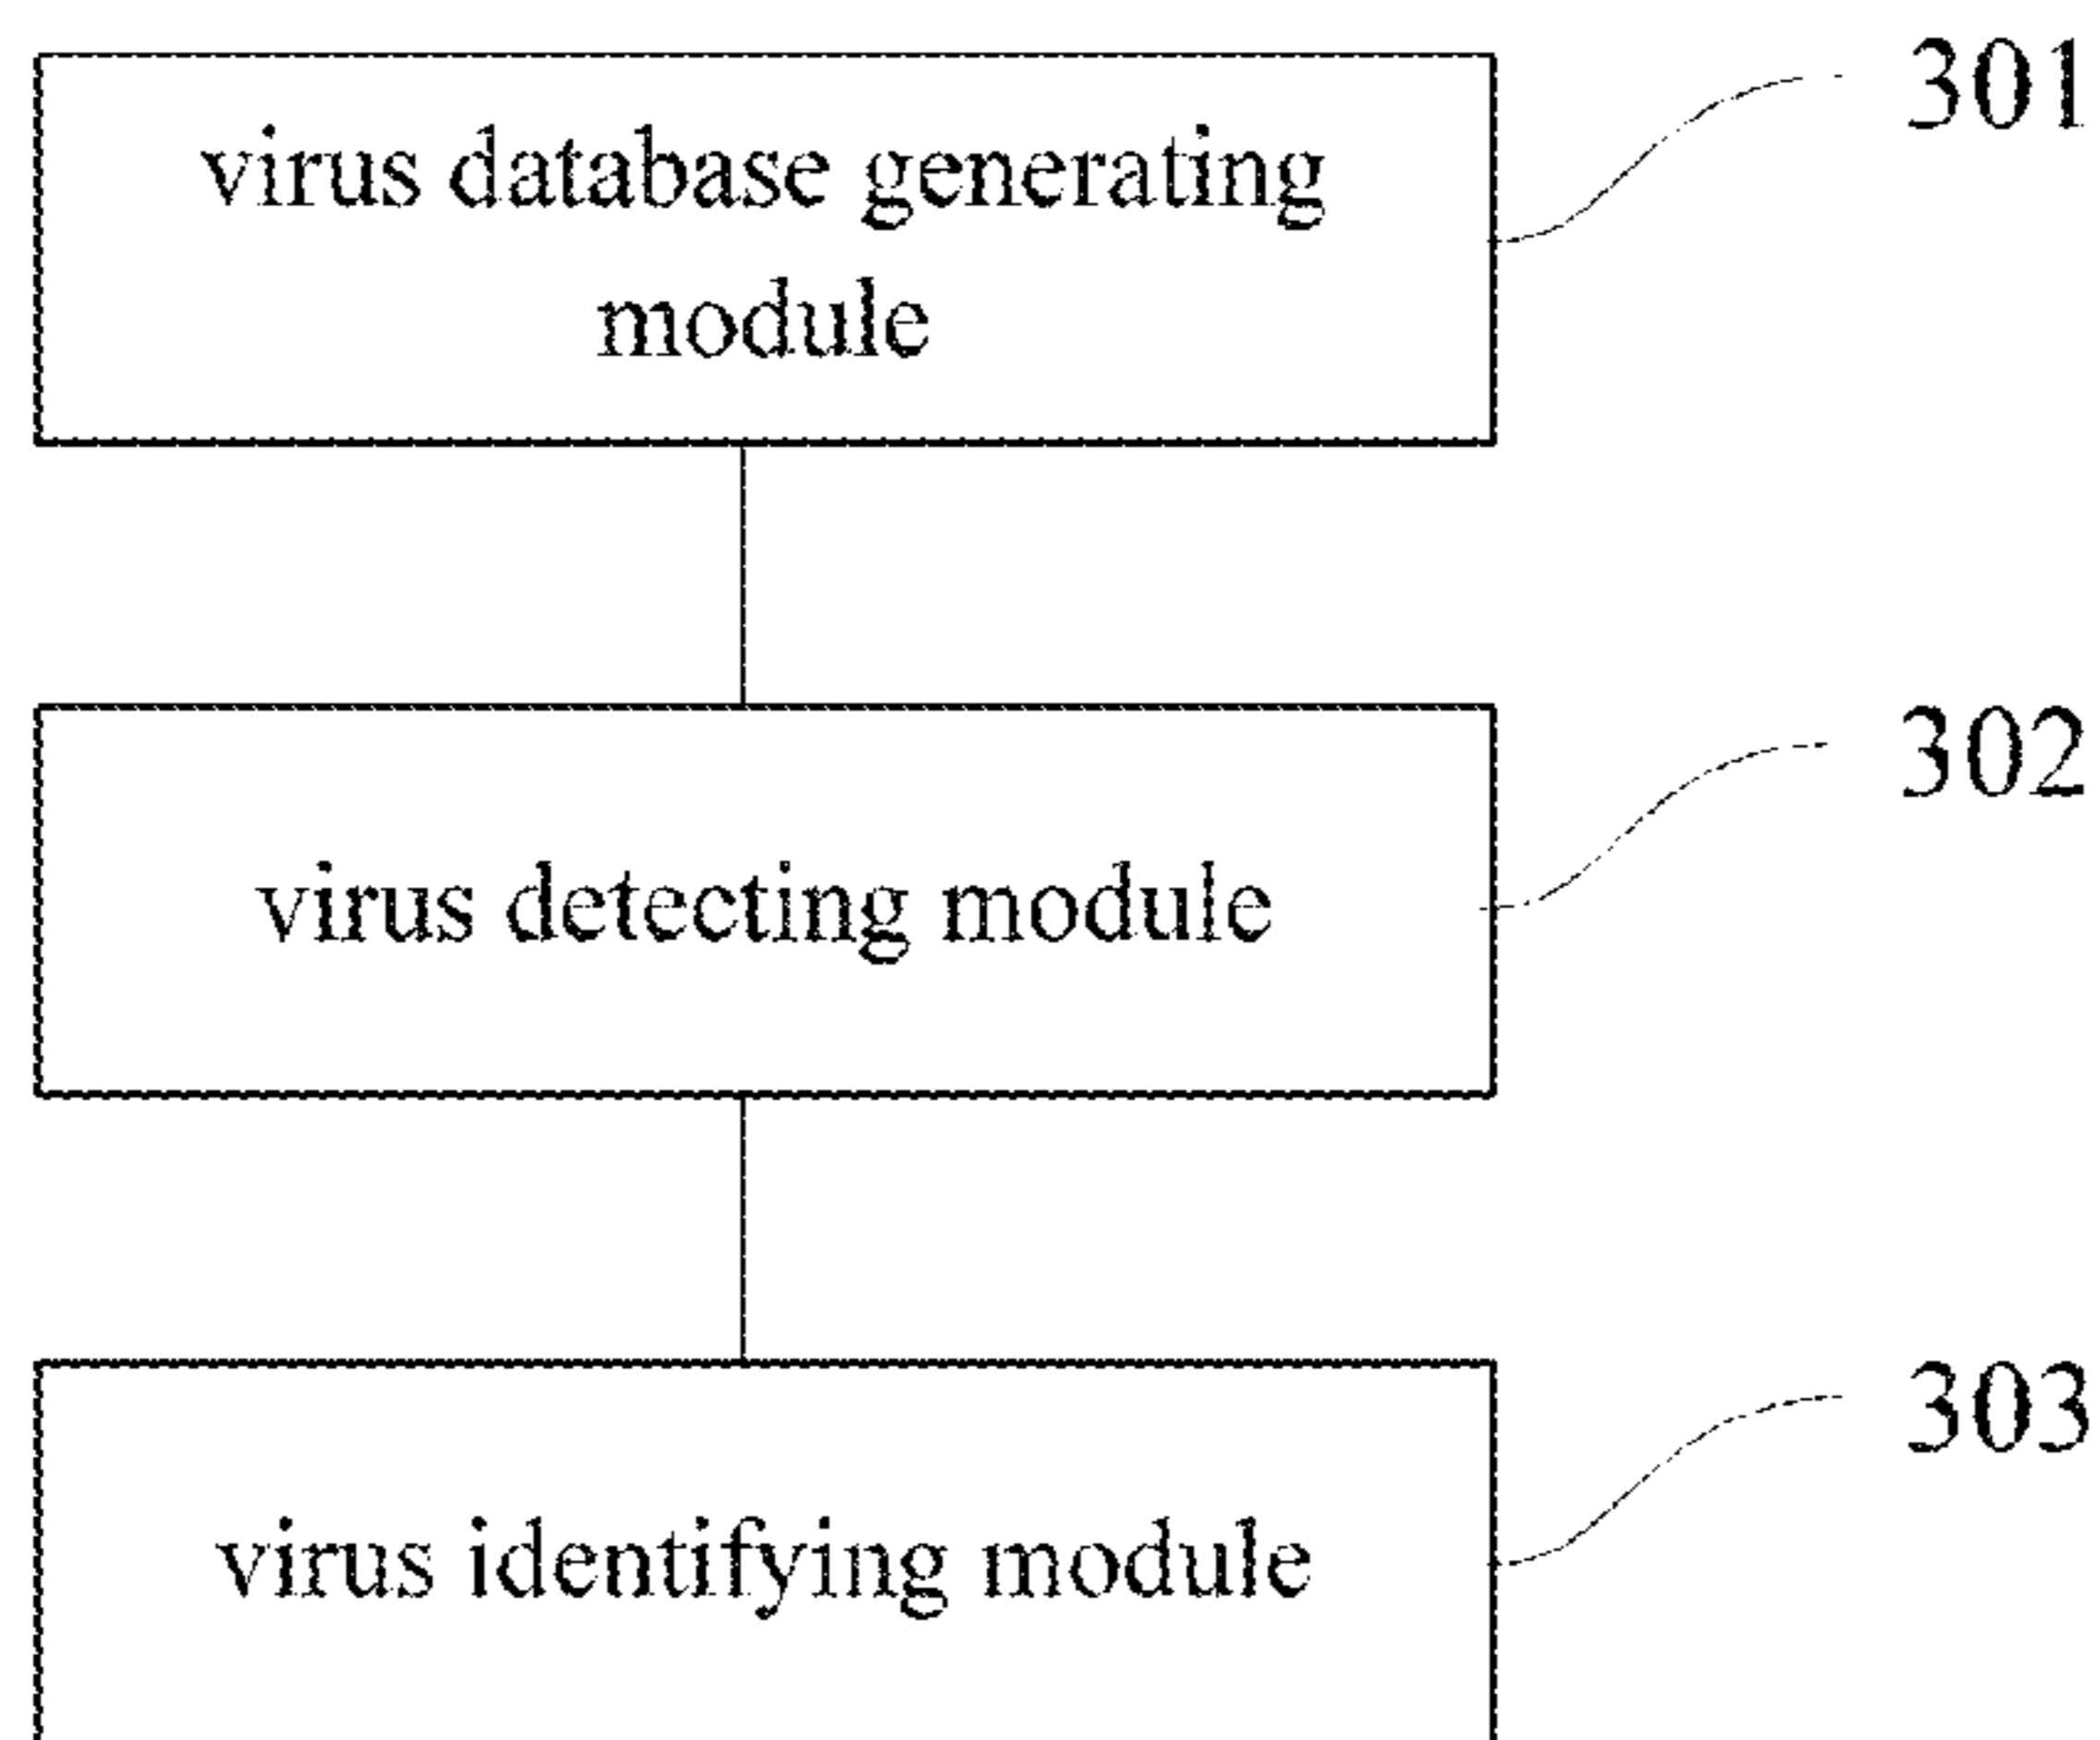 301
virus database generating
module
302
virus detecting module
303
virus identifying module